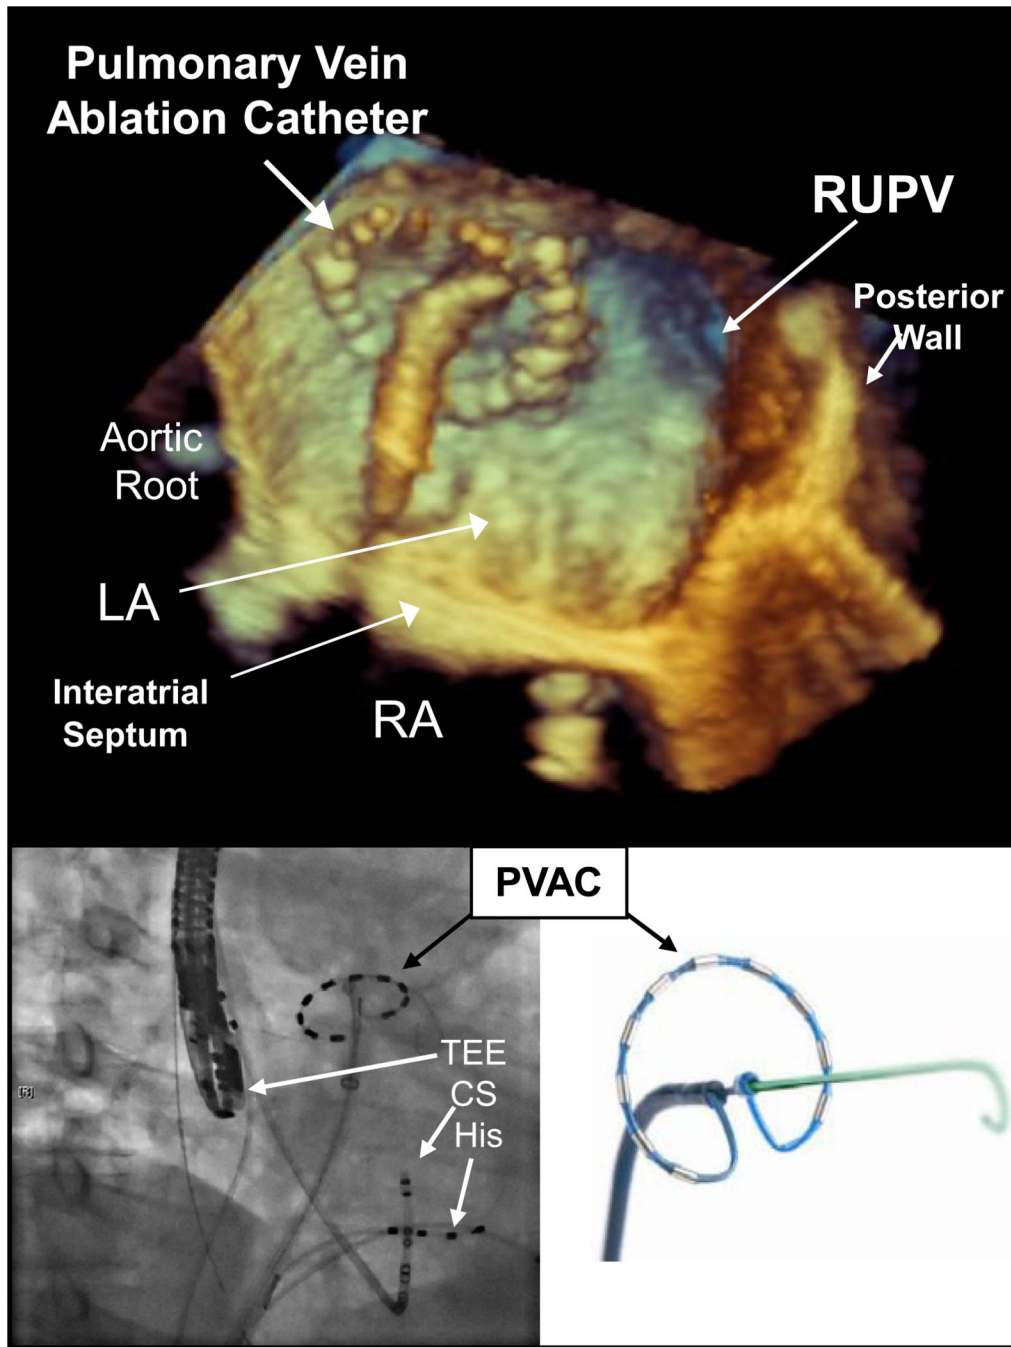 Pulmonary Vein
Ablation Catheter
RUPV
Posterior
Wall
Aortic
Root
LA
Interatrial
Septum
RA
PVAC
TEE
CS
His
[R]